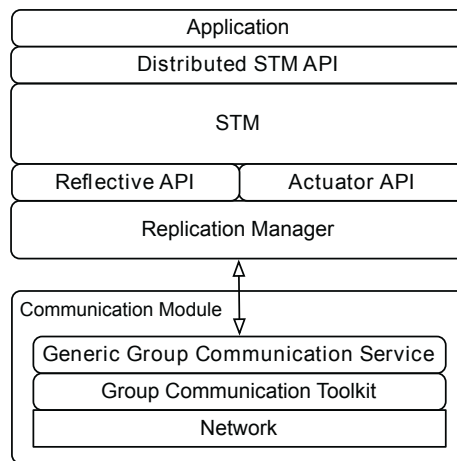 Application
Distributed STM API
STM
Reflective API
Actuator API
Replication Manager
Communication Module
Generic Group Communication Service
Group Communication Toolkit
Network